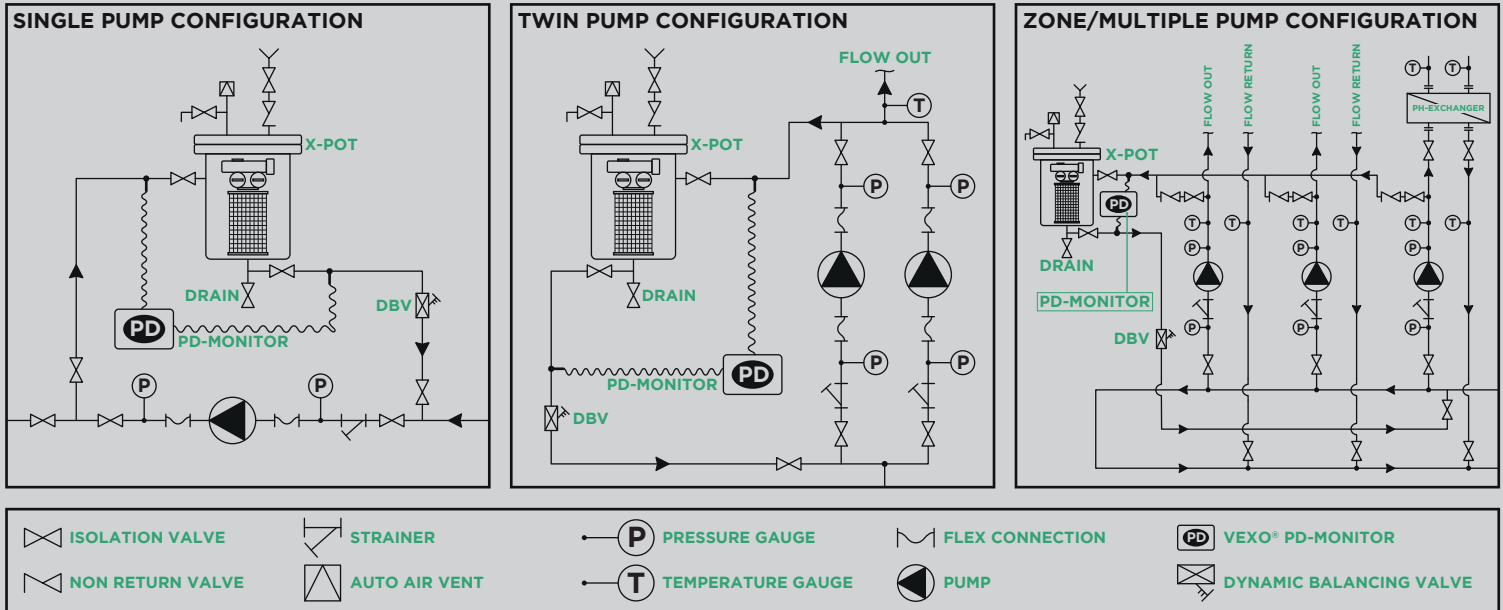 SINGLE PUMP CONFIGURATION
X-POT
DRAIN
DBV
PD
PD-MONITOR
P
P
TWIN PUMP CONFIGURATION
FLOW OUT
T
X-POT
P
P
DRAIN
PD-MONITOR
PD
P
P
DBV
ZONE/MULTIPLE PUMP CONFIGURATION
FLOW OUT
FLOW RETURN
FLOW OUT
FLOW RETURN
T
T
PH-EXCHANGER
X-POT
PD
T
T
T
T
T
T
P
P
P
DRAIN
PD-MONITOR
P
P
P
DBV
ISOLATION VALVE
STRAINER
P PRESSURE GAUGE
FLEX CONNECTION
PD VEXO® PD-MONITOR
NON RETURN VALVE
AUTO AIR VENT
T TEMPERATURE GAUGE
PUMP
DYNAMIC BALANCING VALVE